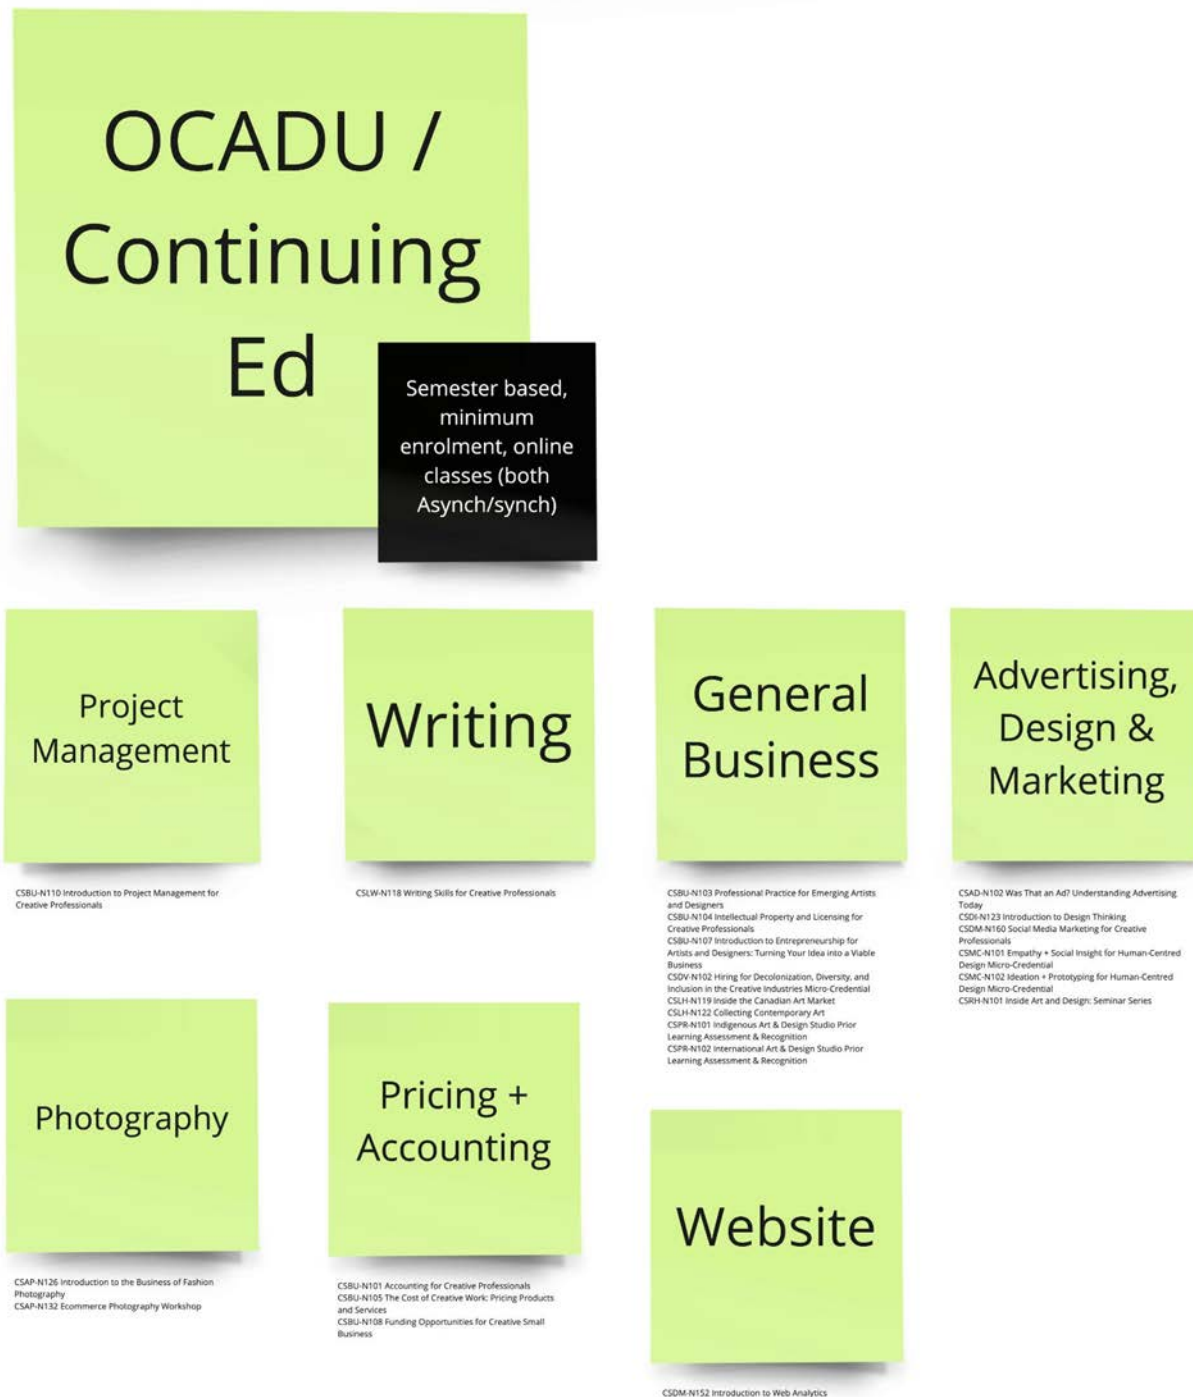 OCADU /
Continuing
Ed
Semester based,
minimum
enrolment, online
classes (both
Asynch/synch)
Project
Management
CSBU-N110 Introduction to Project Management for
Creative Professionals
Writing
CSLW-N118 Writing Skills for Creative Professionals
General
Business
CSBU-N103 Professional Practice for Emerging Artists
and Designers
CSBU-N104 Intellectual Property and Licensing for
Creative Professionals
CSBU-N107 Introduction to Entrepreneurship for
Artists and Designers: Turning Your Idea into a Viable
Business
CSDV-N102 Hiring for Decolonization, Diversity, and
Inclusion in the Creative Industries Micro-Credential
CSLH-N119 Inside the Canadian Art Market
CSLH-N122 Collecting Contemporary Art
CSPR-N101 Indigenous Art & Design Studio Prior
Learning Assessment & Recognition
CSPR-N102 International Art & Design Studio Prior
Learning Assessment & Recognition
Advertising,
Design &
Marketing
CSAD-N102 Was That an Ad? Understanding Advertising
Today
CSDI-N123 Introduction to Design Thinking
CSDM-N160 Social Media Marketing for Creative
Professionals
CSMC-N101 Empathy + Social Insight for Human-Centred
Design Micro-Credential
CSMC-N102 Ideation + Prototyping for Human-Centred
Design Micro-Credential
CSRH-N101 Inside Art and Design: Seminar Series
Photography
CSAP-N126 Introduction to the Business of Fashion
Photography
CSAP-N132 Ecommerce Photography Workshop
Pricing +
Accounting
CSBU-N101 Accounting for Creative Professionals
CSBU-N105 The Cost of Creative Work: Pricing Products
and Services
CSBU-N108 Funding Opportunities for Creative Small
Business
Website
CSDM-N152 Introduction to Web Analytics